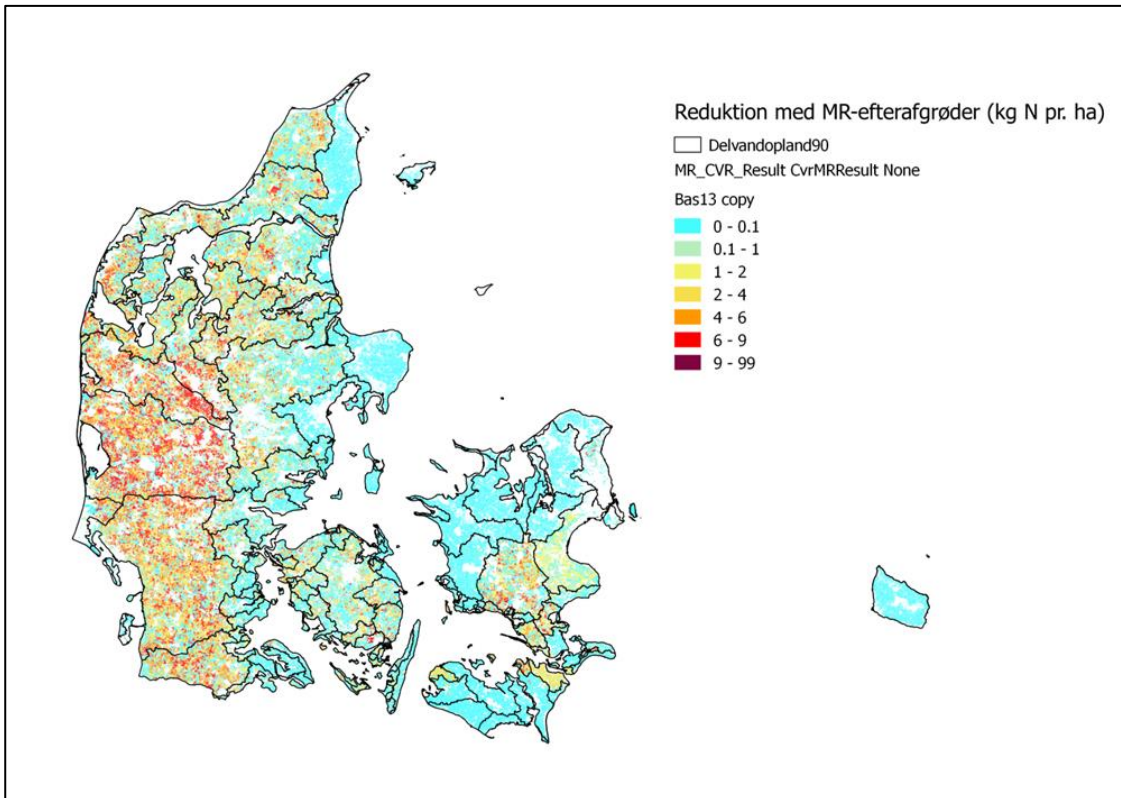 Reduktion med MR-efterafgrøder (kg N pr. ha)
Delvandopland90
MR_CVR_Result CvrMRResult None
Bas13 copy
0 - 0.1
0.1 - 1
1 - 2
2 - 4
4 - 6
6 - 9
9 - 99